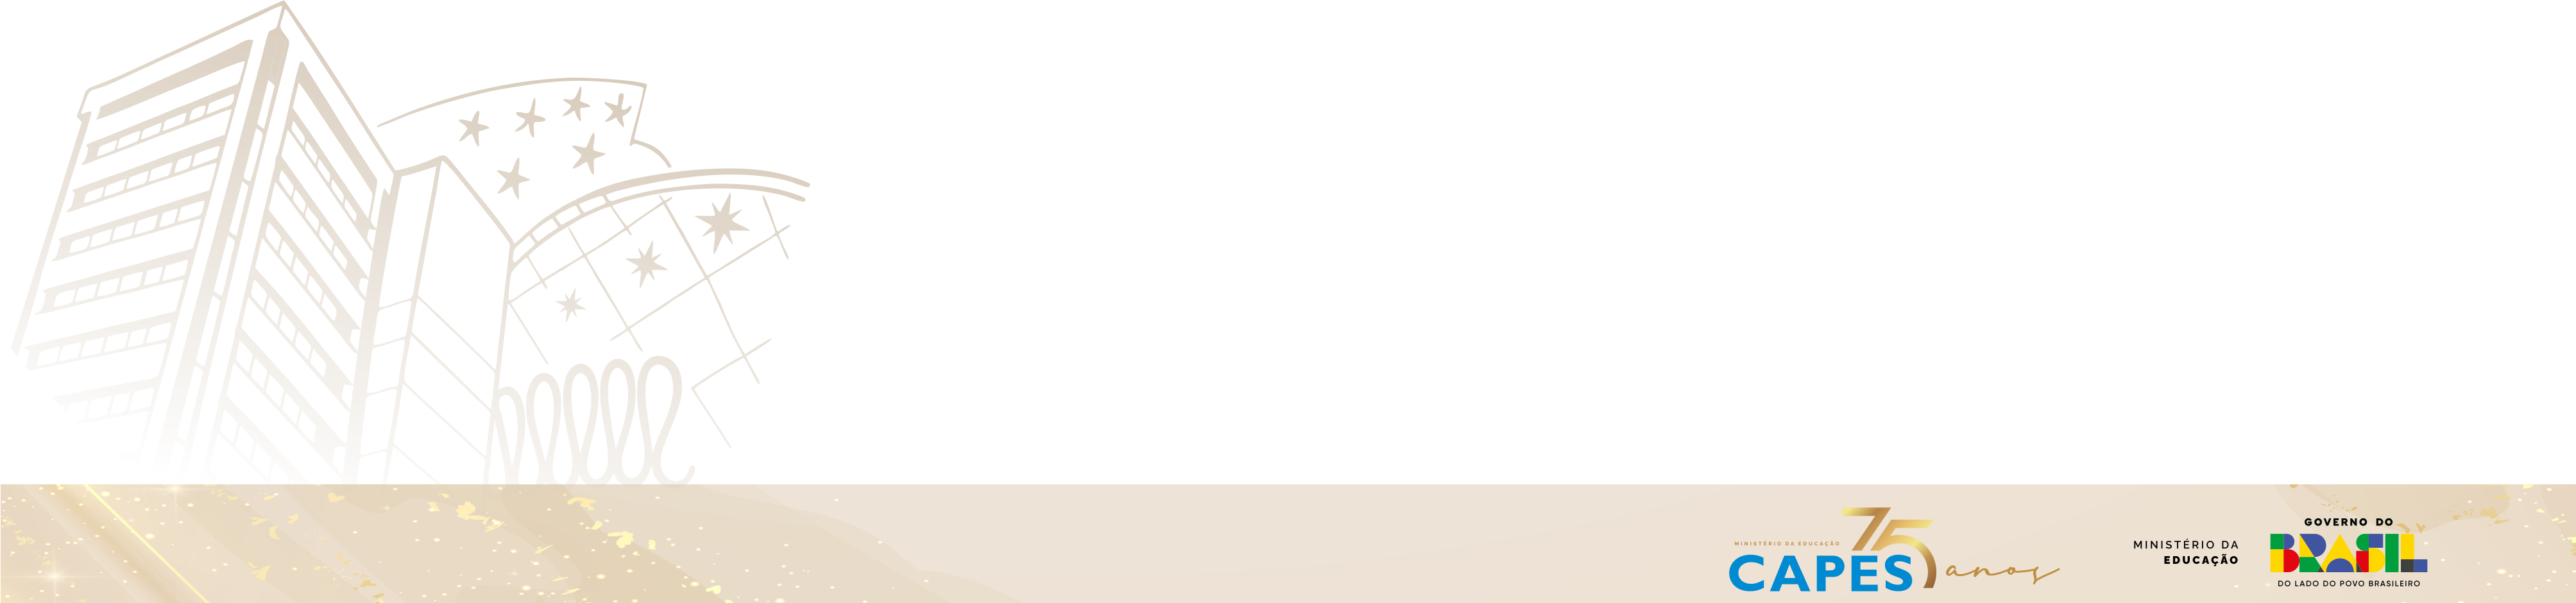 MINISTÉRIO DA EDUCAÇÃO
75
CAPES
anos
MINISTÉRIO DA
EDUCAÇÃO
GOVERNO DO
BRASIL
DO LADO DO POVO BRASILEIRO